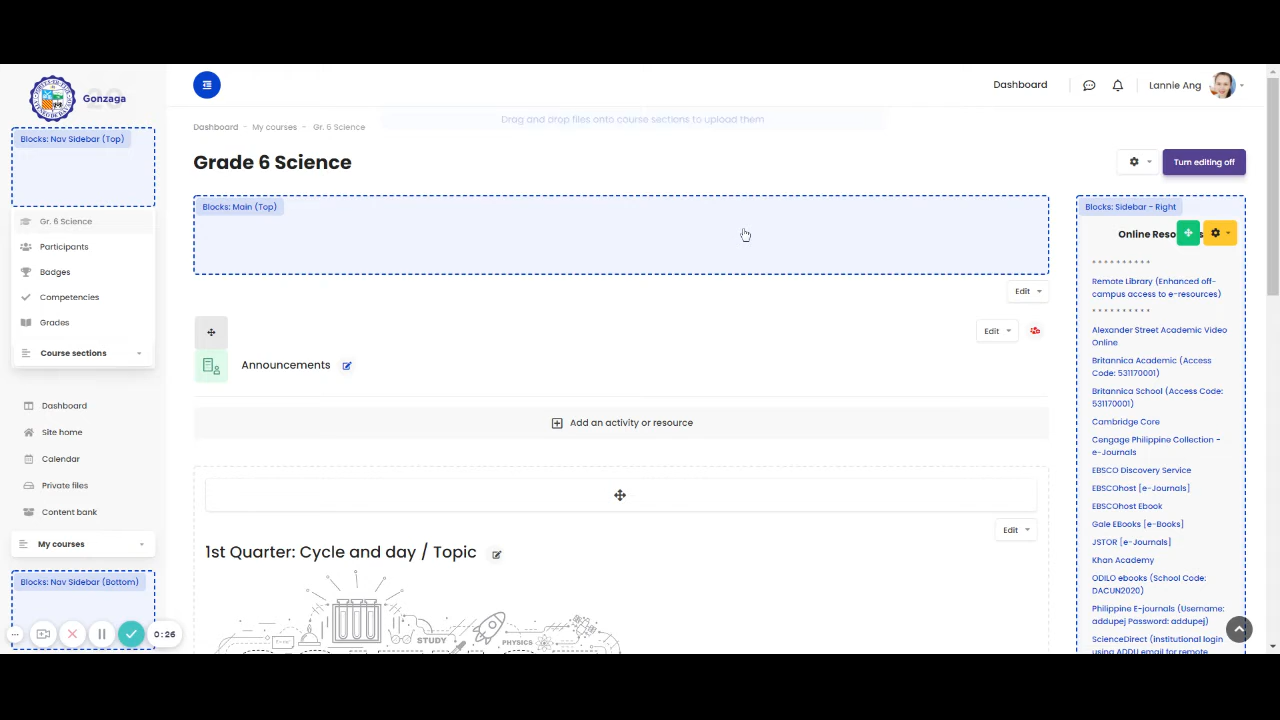 Gonzaga
Dashboard
Lannie Ang
Blocks: Nav Sidebar (Top)
Gr. 6 Science
Participants
Badges
Competencies
Grades
Course sections
Dashboard
Site home
Calendar
Private files
Content bank
My courses
Blocks: Nav Sidebar (Bottom)
0:26
Dashboard
My courses
Gr. 6 Science
Drag and drop files onto course sections to upload them
Grade 6 Science
Turn editing off
Blocks: Main (Top)
Edit
Edit
Announcements
Add an activity or resource
Edit
1st Quarter: Cycle and day / Topic
STUDY
PHYSICS
Blocks: Sidebar - Right
Online Reso
* * * * * * * * * *
Remote Library (Enhanced off-
campus access to e-resources)
* * * * * * * * * *
Alexander Street Academic Video
Online
Britannica Academic (Access
Code: 531170001)
Britannica School (Access Code:
531170001)
Cambridge Core
Cengage Philippine Collection -
e-Journals
EBSCO Discovery Service
EBSCOhost [e-Journals]
EBSCOhost Ebook
Gale EBooks [e-Books]
JSTOR [e-Journals]
Khan Academy
ODILO ebooks (School Code:
DACUN2020)
Philippine E-journals (Username:
addupej Password: addupej)
ScienceDirect (Institutional login
using ADDU email for remote